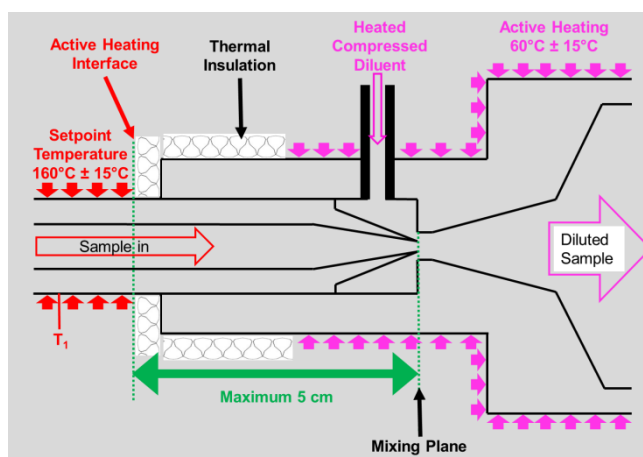 Active Heating
Interface
Thermal
Insulation
Heated
Compressed
Diluent
Active Heating
60°C ± 15°C
Setpoint
Temperature
160°C ± 15°C
Sample in
Diluted
Sample
T1
Maximum 5 cm
Mixing Plane